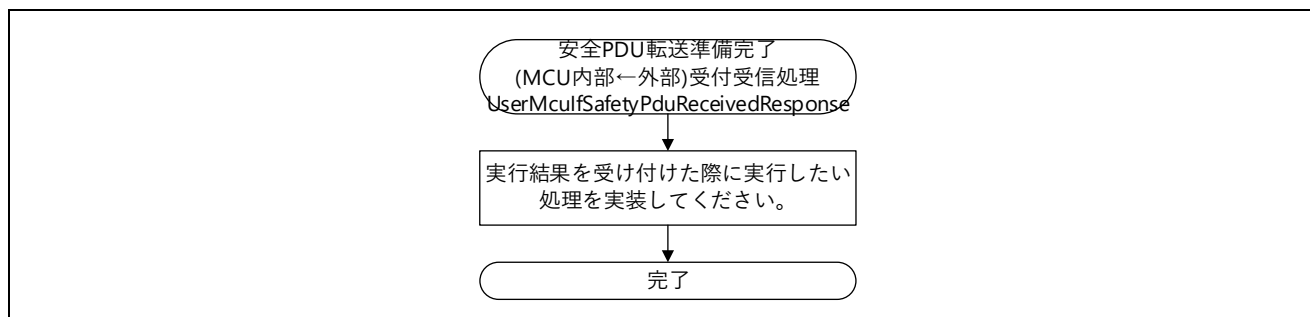 安全PDU転送準備完了
(MCU内部←外部)受付受信処理
UserMcuIfSafetyPduReceivedResponse
実行結果を受け付けた際に実行したい
処理を実装してください。
完了